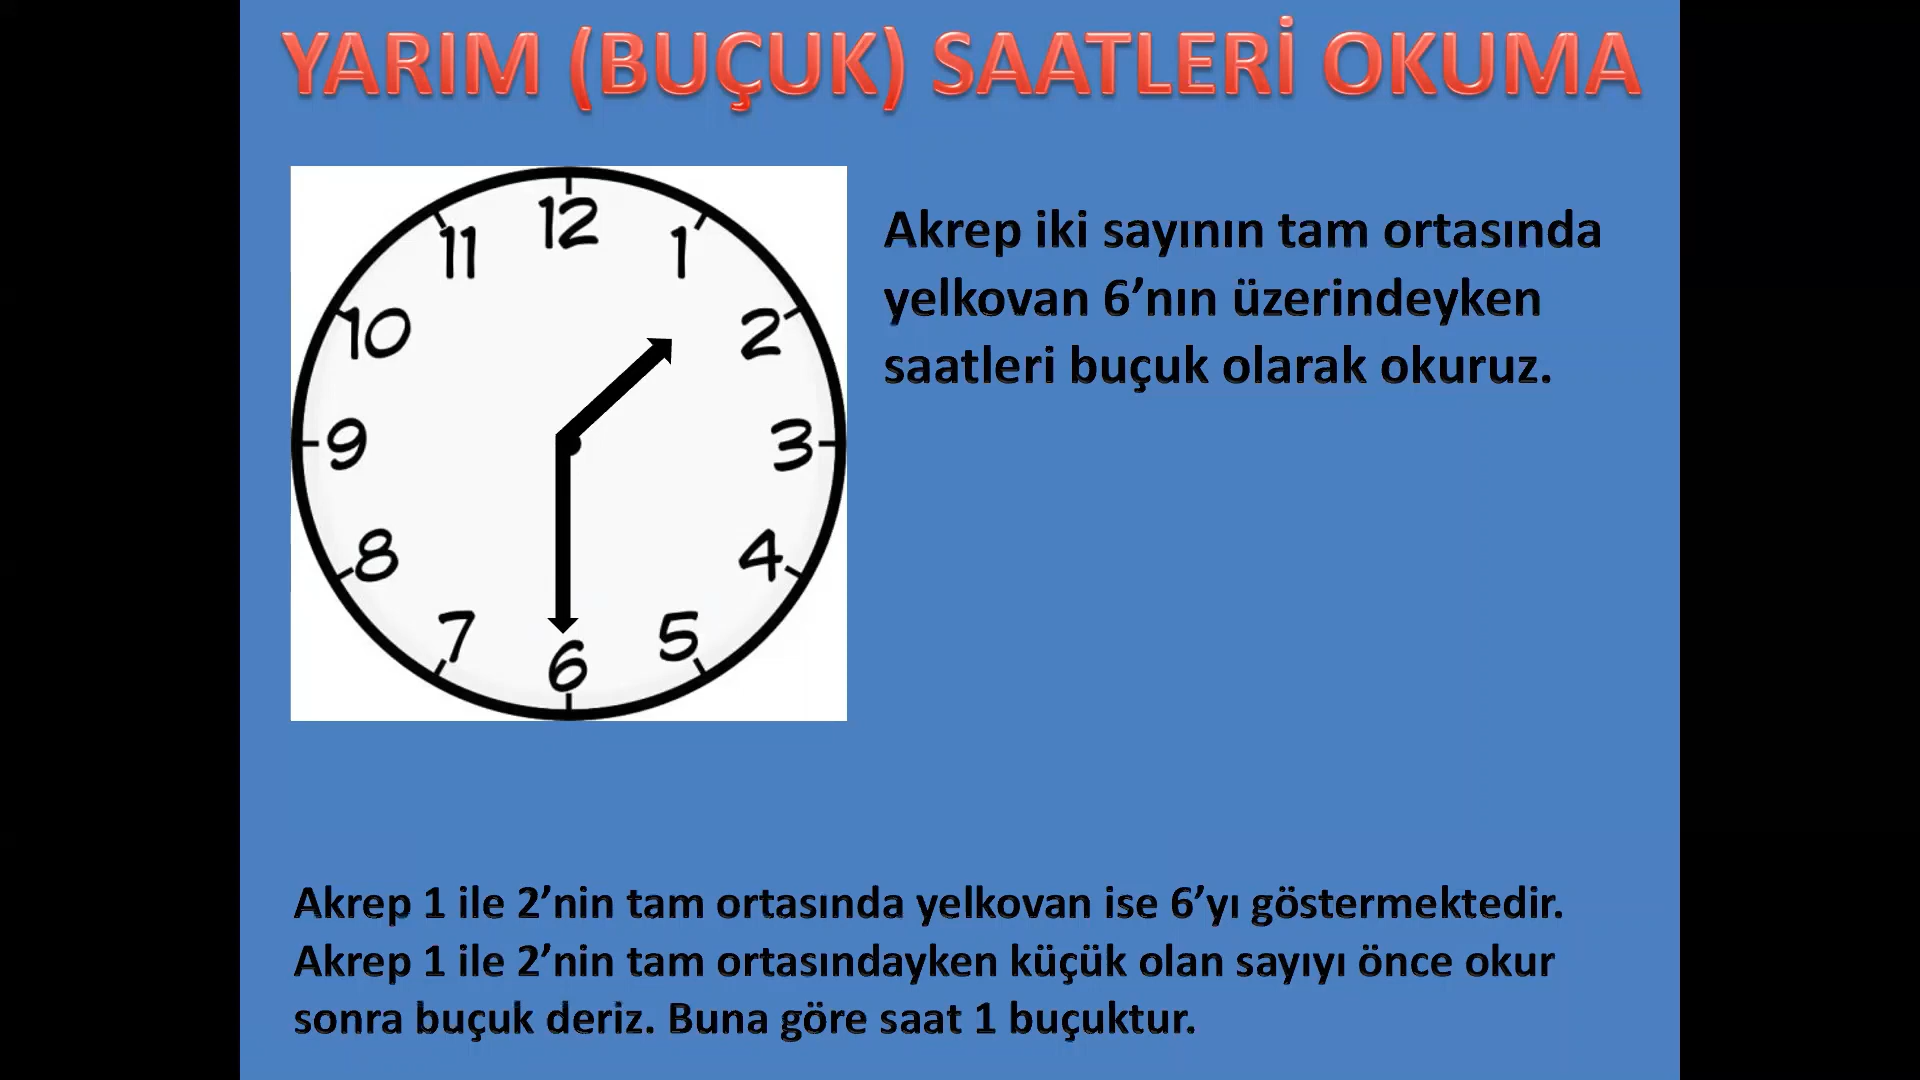 YARIM (BUÇUK) SAATLERİ OKUMA
12
11
1
10
2
9
3
8
4
7
5
6
Akrep iki sayının tam ortasında
yelkovan 6’nın üzerindeyken
saatleri buçuk olarak okuruz.
Akrep 1 ile 2’nin tam ortasında yelkovan ise 6’yı göstermektedir.
Akrep 1 ile 2’nin tam ortasındayken küçük olan sayıyı önce okur
sonra buçuk deriz. Buna göre saat 1 buçuktur.